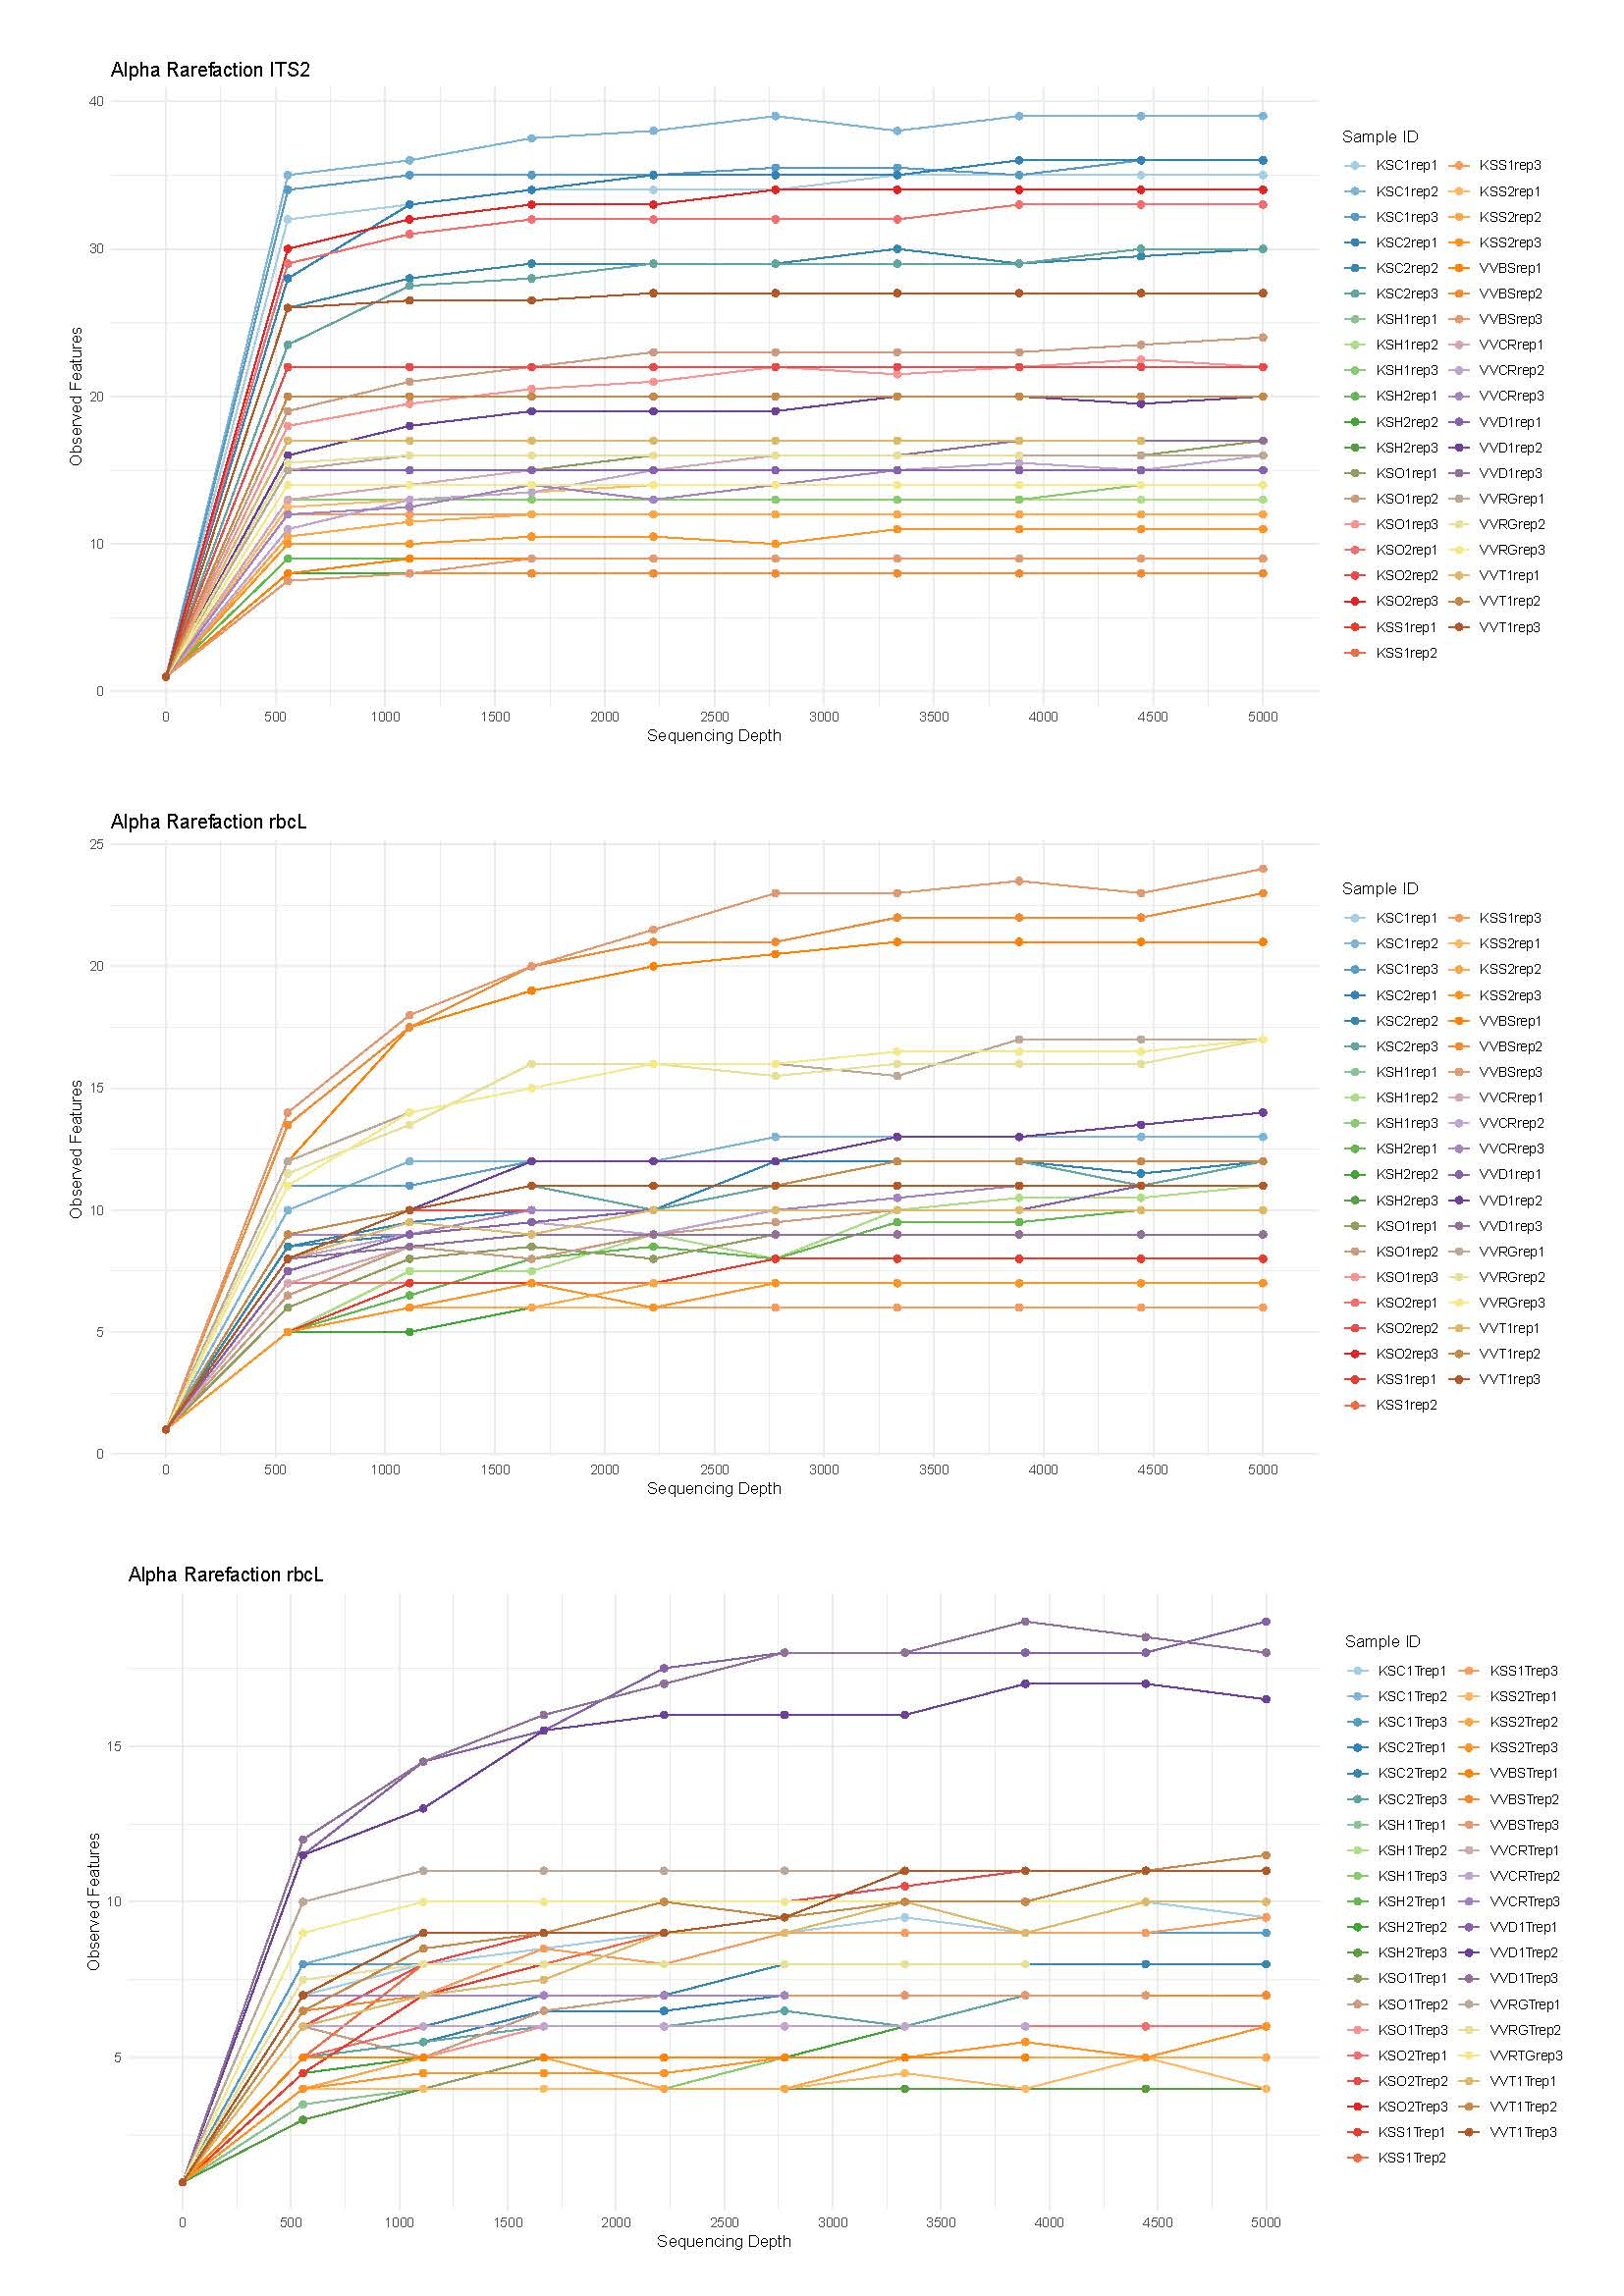 Alpha Rarefaction ITS2
40
30
20
10
0
Observed Features
0 500 1000 1500 2000 2500 3000 3500 4000 4500 5000
Sequencing Depth
Sample ID
KSC1rep1 KSS1rep3
KSC1rep2 KSS2rep1
KSC1rep3 KSS2rep2
KSC2rep1 KSS2rep3
KSC2rep2 VVBSrep1
KSC2rep3 VVBSrep2
KSH1rep1 VVBSrep3
KSH1rep2 VVCRrep1
KSH1rep3 VVCRrep2
KSH2rep1 VVCRrep3
KSH2rep2 VVD1rep1
KSH2rep3 VVD1rep2
KSO1rep1 VVD1rep3
KSO1rep2 VVRGrep1
KSO1rep3 VVRGrep2
KSO2rep1 VVRGrep3
KSO2rep2 VVT1rep1
KSO2rep3 VVT1rep2
KSS1rep1 VVT1rep3
KSS1rep2
Alpha Rarefaction rbcL
25
20
15
10
5
0
Observed Features
0 500 1000 1500 2000 2500 3000 3500 4000 4500 5000
Sequencing Depth
Sample ID
KSC1rep1 KSS1rep3
KSC1rep2 KSS2rep1
KSC1rep3 KSS2rep2
KSC2rep1 KSS2rep3
KSC2rep2 VVBSrep1
KSC2rep3 VVBSrep2
KSH1rep1 VVBSrep3
KSH1rep2 VVCRrep1
KSH1rep3 VVCRrep2
KSH2rep1 VVCRrep3
KSH2rep2 VVD1rep1
KSH2rep3 VVD1rep2
KSO1rep1 VVD1rep3
KSO1rep2 VVRGrep1
KSO1rep3 VVRGrep2
KSO2rep1 VVRGrep3
KSO2rep2 VVT1rep1
KSO2rep3 VVT1rep2
KSS1rep1 VVT1rep3
KSS1rep2
Alpha Rarefaction rbcL
15
10
5
Observed Features
0 500 1000 1500 2000 2500 3000 3500 4000 4500 5000
Sequencing Depth
Sample ID
KSC1Trep1 KSS1Trep3
KSC1Trep2 KSS2Trep1
KSC1Trep3 KSS2Trep2
KSC2Trep1 KSS2Trep3
KSC2Trep2 VVBSTrep1
KSC2Trep3 VVBSTrep2
KSH1Trep1 VVBSTrep3
KSH1Trep2 VVCRTrep1
KSH1Trep3 VVCRTrep2
KSH2Trep1 VVCRTrep3
KSH2Trep2 VVD1Trep1
KSH2Trep3 VVD1Trep2
KSO1Trep1 VVD1Trep3
KSO1Trep2 VVRGTrep1
KSO1Trep3 VVRGTrep2
KSO2Trep1 VVRTGrep3
KSO2Trep2 VVT1Trep1
KSO2Trep3 VVT1Trep2
KSS1Trep1 VVT1Trep3
KSS1Trep2